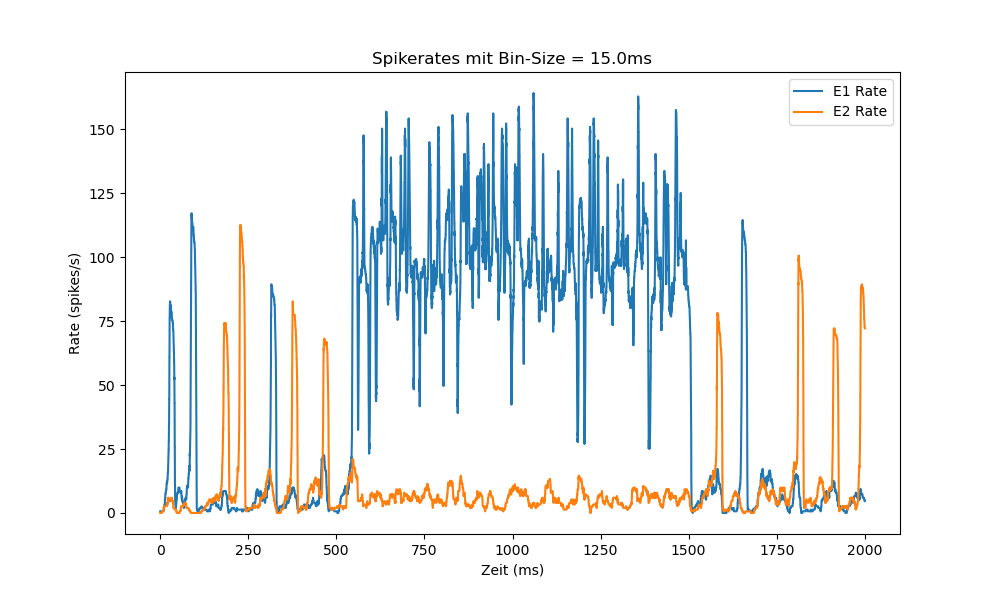 Spikerates mit Bin-Size = 15.0ms
E1 Rate
E2 Rate
Rate (spikes/s)
150
125
100
75
50
25
0
0 250 500 750 1000 1250 1500 1750 2000
Zeit (ms)